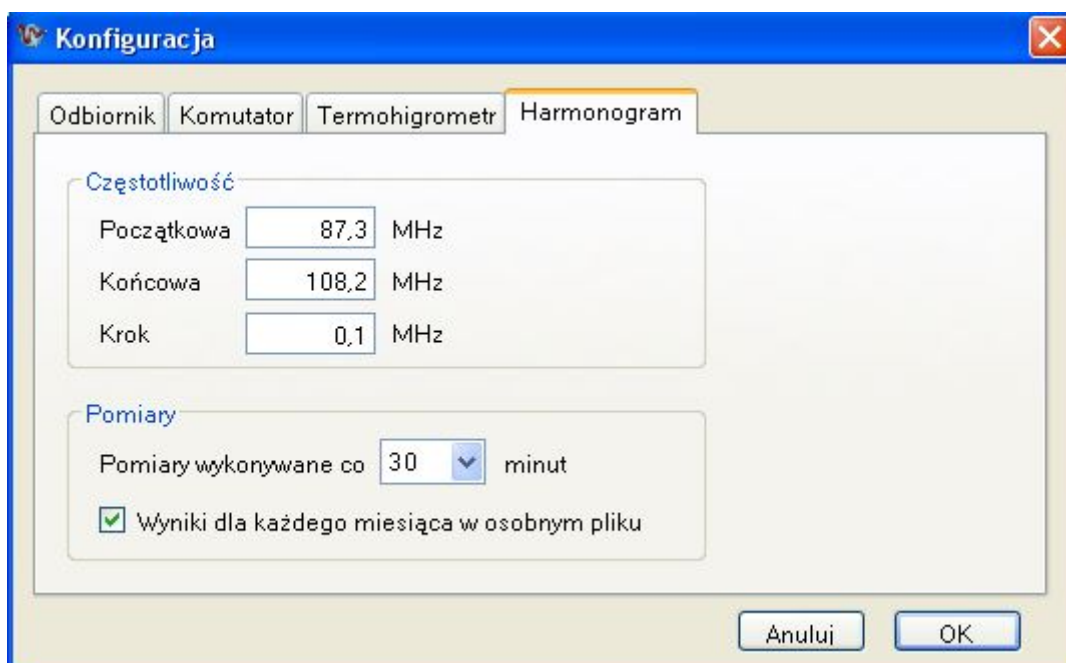 Konfiguracja
Odbiornik Komutator Termohigrometr Harmonogram
Częstotliwość
Początkowa 87,3 MHz
Końcowa 108,2 MHz
Krok 0,1 MHz
Pomiary
Pomiary wykonywane co 30 minut
Wyniki dla każdego miesiąca w osobnym pliku
Anuluj OK